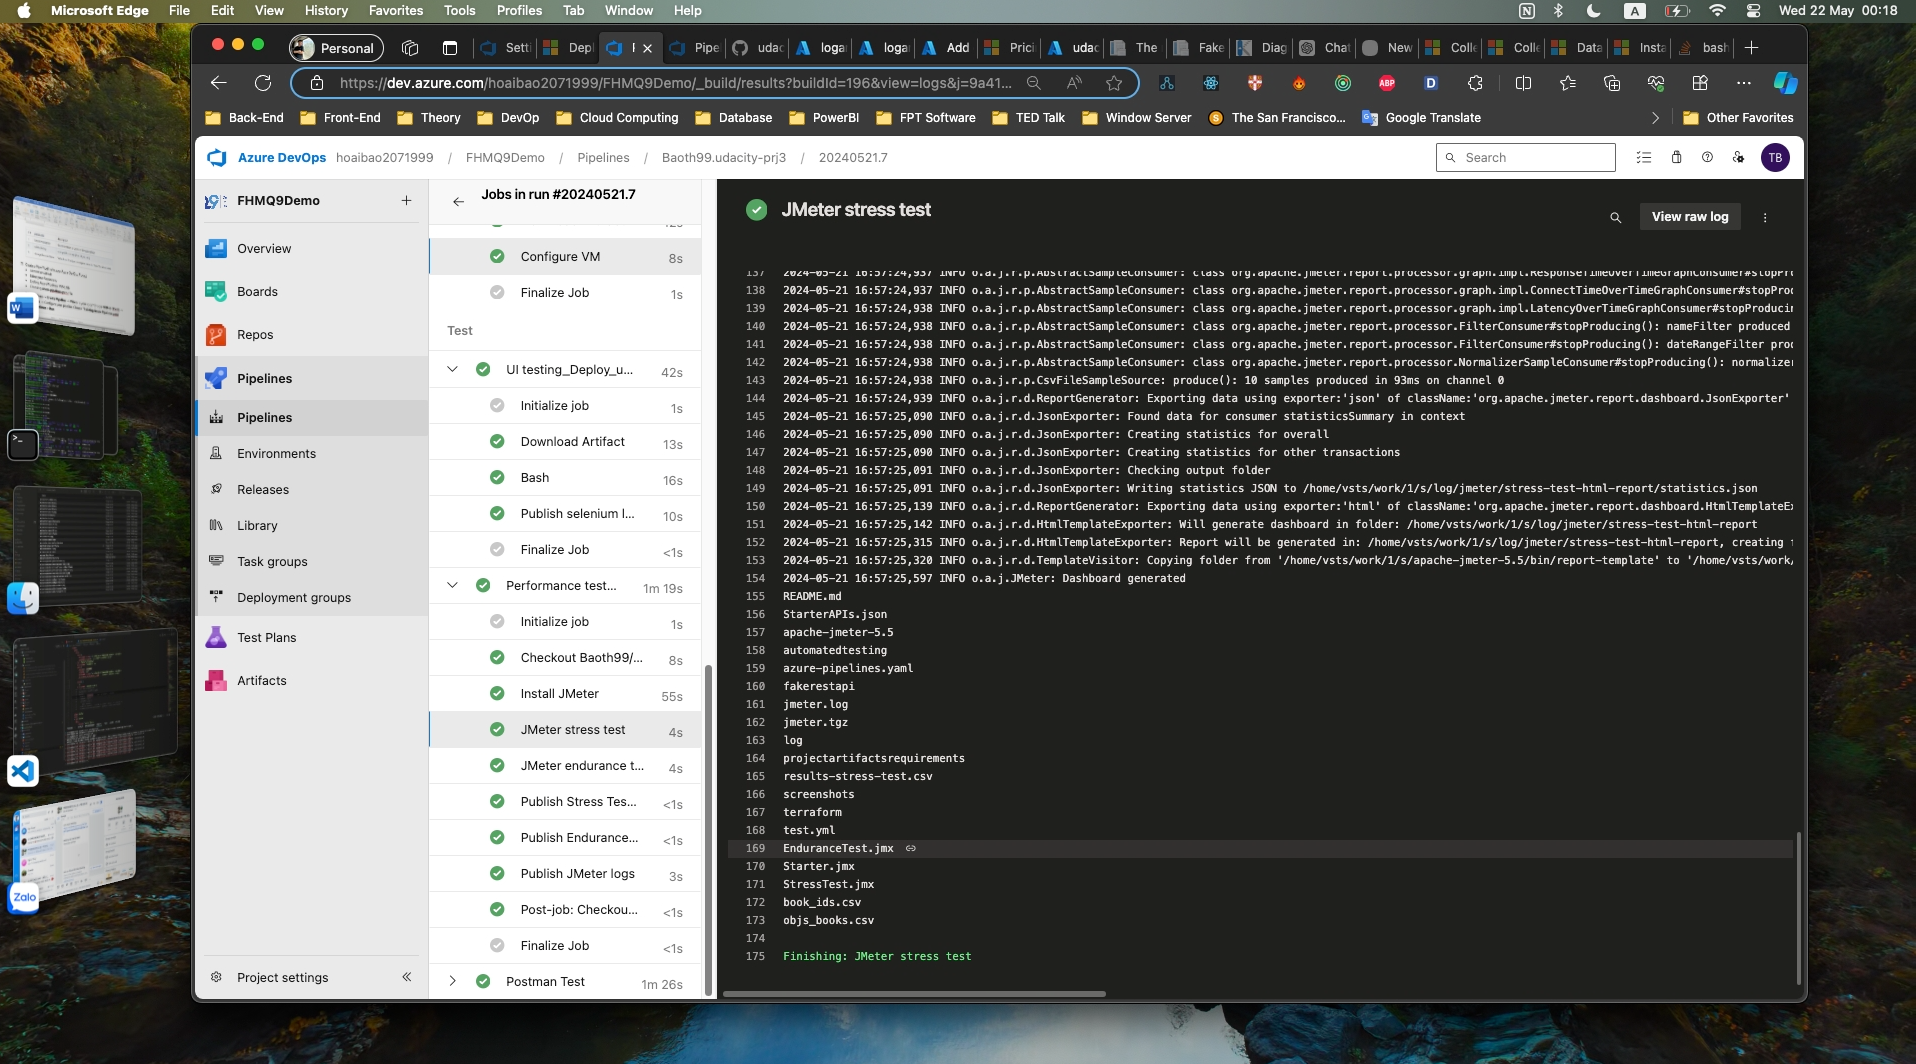 Microsoft Edge File Edit View History Favorites Tools Profiles Tab Window Help
A
Wed 22 May 00:18
Personal
Setti
Depl
Pipe
udac
logar
logar
Add
Prici
udac
The
Fake
Diag
Chat
New
Colle
Colle
Data
Insta
bash
https://dev.azure.com/hoaibao2071999/FHMQ9Demo/_build/results?buildId=196&view=logs&j=9a41...
ABP
D
Back-End
Front-End
Theory
DevOp
Cloud Computing
Database
PowerBI
FPT Software
TED Talk
Window Server
The San Francisco...
Google Translate
Other Favorites
Azure DevOps hoaibao2071999 / FHMQ9Demo / Pipelines / Baoth99.udacity-prj3 / 20240521.7
Search
TB
FHMQ9Demo
Overview
Boards
Repos
Pipelines
Pipelines
Environments
Releases
Library
Task groups
Deployment groups
Test Plans
Artifacts
Project settings
Jobs in run #20240521.7
Configure VM 8s
Finalize Job 1s
Test
UI testing_Deploy_u... 42s
Initialize job 1s
Download Artifact 13s
Bash 16s
Publish selenium l... 10s
Finalize Job <1s
Performance test... 1m 19s
Initialize job 1s
Checkout Baoth99/... 8s
Install JMeter 55s
JMeter stress test 4s
JMeter endurance t... 4s
Publish Stress Tes... <1s
Publish Endurance... <1s
Publish JMeter logs 3s
Post-job: Checkou... <1s
Finalize Job <1s
Postman Test 1m 26s
JMeter stress test
View raw log
137 2024-05-21 16:57:24,937 INFO o.a.j.r.p.AbstractSampleConsumer: class org.apache.jmeter.report.processor.graph.impl.ResponseTimeOverTimeGraphConsumer#stopPr
138 2024-05-21 16:57:24,937 INFO o.a.j.r.p.AbstractSampleConsumer: class org.apache.jmeter.report.processor.graph.impl.ConnectTimeOverTimeGraphConsumer#stopProd
139 2024-05-21 16:57:24,938 INFO o.a.j.r.p.AbstractSampleConsumer: class org.apache.jmeter.report.processor.graph.impl.LatencyOverTimeGraphConsumer#stopProducin
140 2024-05-21 16:57:24,938 INFO o.a.j.r.p.AbstractSampleConsumer: class org.apache.jmeter.report.processor.FilterConsumer#stopProducing(): nameFilter produced
141 2024-05-21 16:57:24,938 INFO o.a.j.r.p.AbstractSampleConsumer: class org.apache.jmeter.report.processor.FilterConsumer#stopProducing(): dateRangeFilter prod
142 2024-05-21 16:57:24,938 INFO o.a.j.r.p.AbstractSampleConsumer: class org.apache.jmeter.report.processor.NormalizerSampleConsumer#stopProducing(): normalizer
143 2024-05-21 16:57:24,938 INFO o.a.j.r.p.CsvFileSampleSource: produce(): 10 samples produced in 93ms on channel 0
144 2024-05-21 16:57:24,939 INFO o.a.j.r.d.ReportGenerator: Exporting data using exporter:'json' of className:'org.apache.jmeter.report.dashboard.JsonExporter'
145 2024-05-21 16:57:25,090 INFO o.a.j.r.d.JsonExporter: Found data for consumer statisticsSummary in context
146 2024-05-21 16:57:25,090 INFO o.a.j.r.d.JsonExporter: Creating statistics for overall
147 2024-05-21 16:57:25,090 INFO o.a.j.r.d.JsonExporter: Creating statistics for other transactions
148 2024-05-21 16:57:25,091 INFO o.a.j.r.d.JsonExporter: Checking output folder
149 2024-05-21 16:57:25,091 INFO o.a.j.r.d.JsonExporter: Writing statistics JSON to /home/vsts/work/1/s/log/jmeter/stress-test-html-report/statistics.json
150 2024-05-21 16:57:25,139 INFO o.a.j.r.d.ReportGenerator: Exporting data using exporter:'html' of className:'org.apache.jmeter.report.dashboard.HtmlTemplateEx
151 2024-05-21 16:57:25,142 INFO o.a.j.r.d.HtmlTemplateExporter: Will generate dashboard in folder: /home/vsts/work/1/s/log/jmeter/stress-test-html-report
152 2024-05-21 16:57:25,315 INFO o.a.j.r.d.HtmlTemplateExporter: Report will be generated in: /home/vsts/work/1/s/log/jmeter/stress-test-html-report, creating
153 2024-05-21 16:57:25,320 INFO o.a.j.r.d.TemplateVisitor: Copying folder from '/home/vsts/work/1/s/apache-jmeter-5.5/bin/report-template' to '/home/vsts/work/
154 2024-05-21 16:57:25,597 INFO o.a.j.JMeter: Dashboard generated
155 README.md
156 StarterAPIs.json
157 apache-jmeter-5.5
158 automatedtesting
159 azure-pipelines.yaml
160 fakerestapi
161 jmeter.log
162 jmeter.tgz
163 log
164 projectartifactsrequirements
165 results-stress-test.csv
166 screenshots
167 terraform
168 test.yml
169 EnduranceTest.jmx
170 Starter.jmx
171 StressTest.jmx
172 book_ids.csv
173 objs_books.csv
174
175 Finishing: JMeter stress test
Zalo